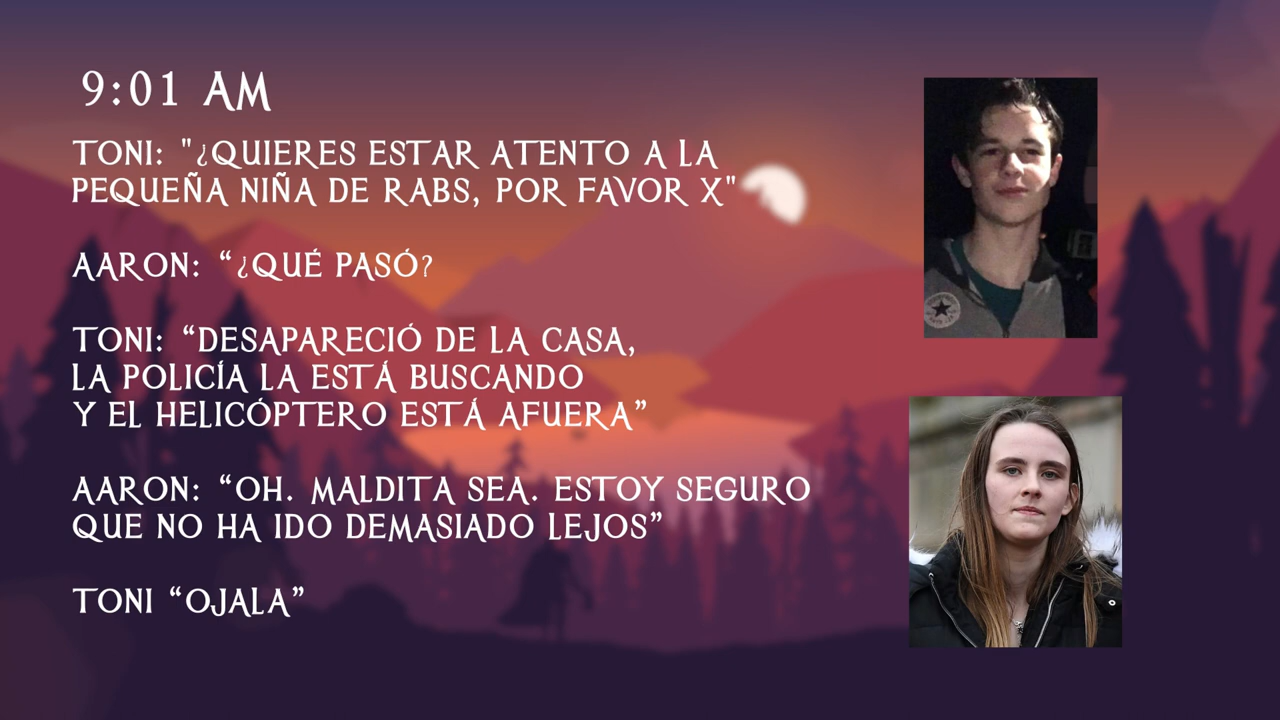 9:01 AM
TONI: "¿QUIERES ESTAR ATENTO A LA
PEQUEÑA NIÑA DE RABS, POR FAVOR X"
AARON: “¿QUÉ PASÓ?
TONI: “DESAPARECIÓ DE LA CASA,
LA POLICÍA LA ESTÁ BUSCANDO
Y EL HELICÓPTERO ESTÁ AFUERA”
AARON: “OH. MALDITA SEA. ESTOY SEGURO
QUE NO HA IDO DEMASIADO LEJOS”
TONI “OJALA”